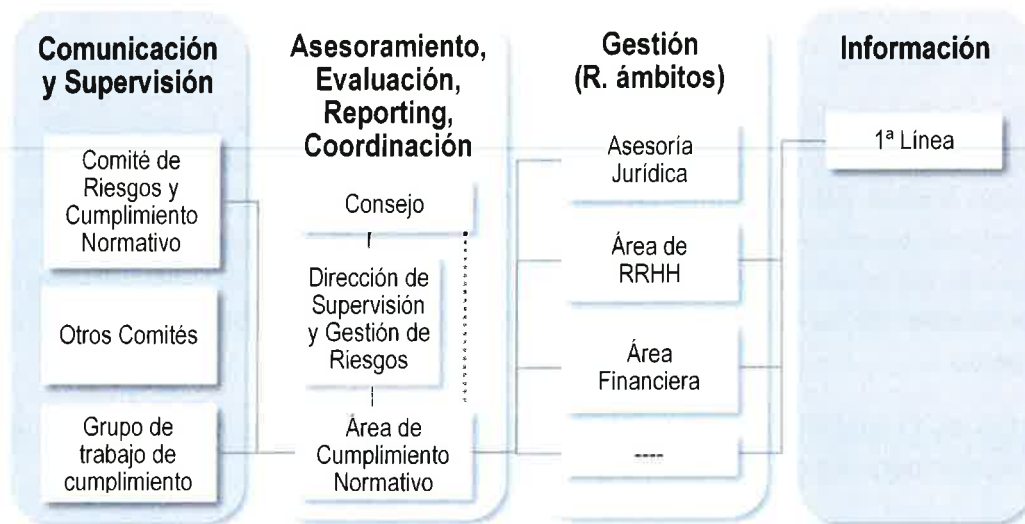 Comunicación
y Supervisión
Comité de
Riesgos y
Cumplimiento
Normativo
Otros Comités
Grupo de
trabajo de
cumplimiento
Asesoramiento,
Evaluación,
Reporting,
Coordinación
Consejo
Dirección de
Supervisión
y Gestión de
Riesgos
Área de
Cumplimiento
Normativo
Gestión
(R. ámbitos)
Asesoría
Jurídica
Área de
RRHH
Área
Financiera
----
Información
1ª Línea